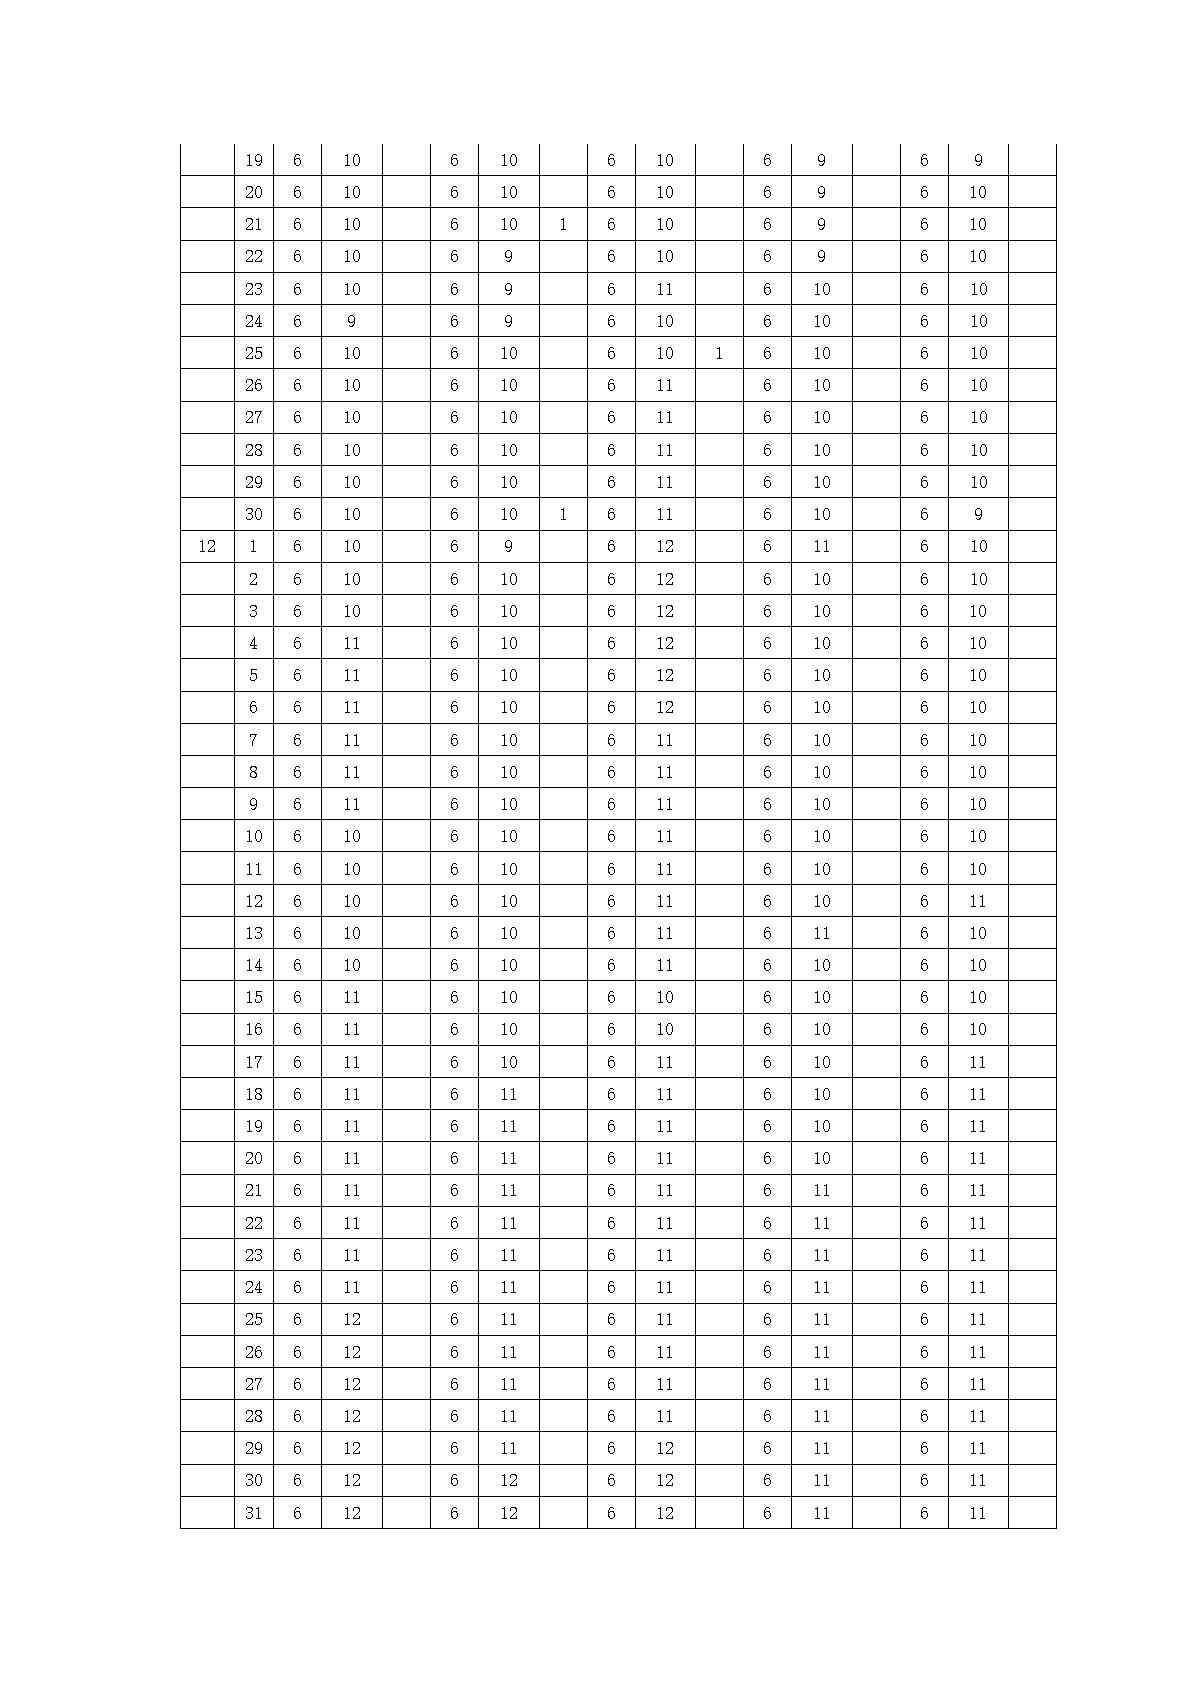 19 6 10 6 10 6 10 6 9 6 9
20 6 10 6 10 6 10 6 9 6 10
21 6 10 6 10 1 6 10 6 9 6 10
22 6 10 6 9 6 10 6 9 6 10
23 6 10 6 9 6 11 6 10 6 10
24 6 9 6 9 6 10 6 10 6 10
25 6 10 6 10 6 10 1 6 10 6 10
26 6 10 6 10 6 11 6 10 6 10
27 6 10 6 10 6 11 6 10 6 10
28 6 10 6 10 6 11 6 10 6 10
29 6 10 6 10 6 11 6 10 6 10
30 6 10 6 10 1 6 11 6 10 6 9
12 1 6 10 6 9 6 12 6 11 6 10
2 6 10 6 10 6 12 6 10 6 10
3 6 10 6 10 6 12 6 10 6 10
4 6 11 6 10 6 12 6 10 6 10
5 6 11 6 10 6 12 6 10 6 10
6 6 11 6 10 6 12 6 10 6 10
7 6 11 6 10 6 11 6 10 6 10
8 6 11 6 10 6 11 6 10 6 10
9 6 11 6 10 6 11 6 10 6 10
10 6 10 6 10 6 11 6 10 6 10
11 6 10 6 10 6 11 6 10 6 10
12 6 10 6 10 6 11 6 10 6 11
13 6 10 6 10 6 11 6 11 6 10
14 6 10 6 10 6 11 6 10 6 10
15 6 11 6 10 6 10 6 10 6 10
16 6 11 6 10 6 10 6 10 6 10
17 6 11 6 10 6 11 6 10 6 11
18 6 11 6 11 6 11 6 10 6 11
19 6 11 6 11 6 11 6 10 6 11
20 6 11 6 11 6 11 6 10 6 11
21 6 11 6 11 6 11 6 11 6 11
22 6 11 6 11 6 11 6 11 6 11
23 6 11 6 11 6 11 6 11 6 11
24 6 11 6 11 6 11 6 11 6 11
25 6 12 6 11 6 11 6 11 6 11
26 6 12 6 11 6 11 6 11 6 11
27 6 12 6 11 6 11 6 11 6 11
28 6 12 6 11 6 11 6 11 6 11
29 6 12 6 11 6 12 6 11 6 11
30 6 12 6 12 6 12 6 11 6 11
31 6 12 6 12 6 12 6 11 6 11